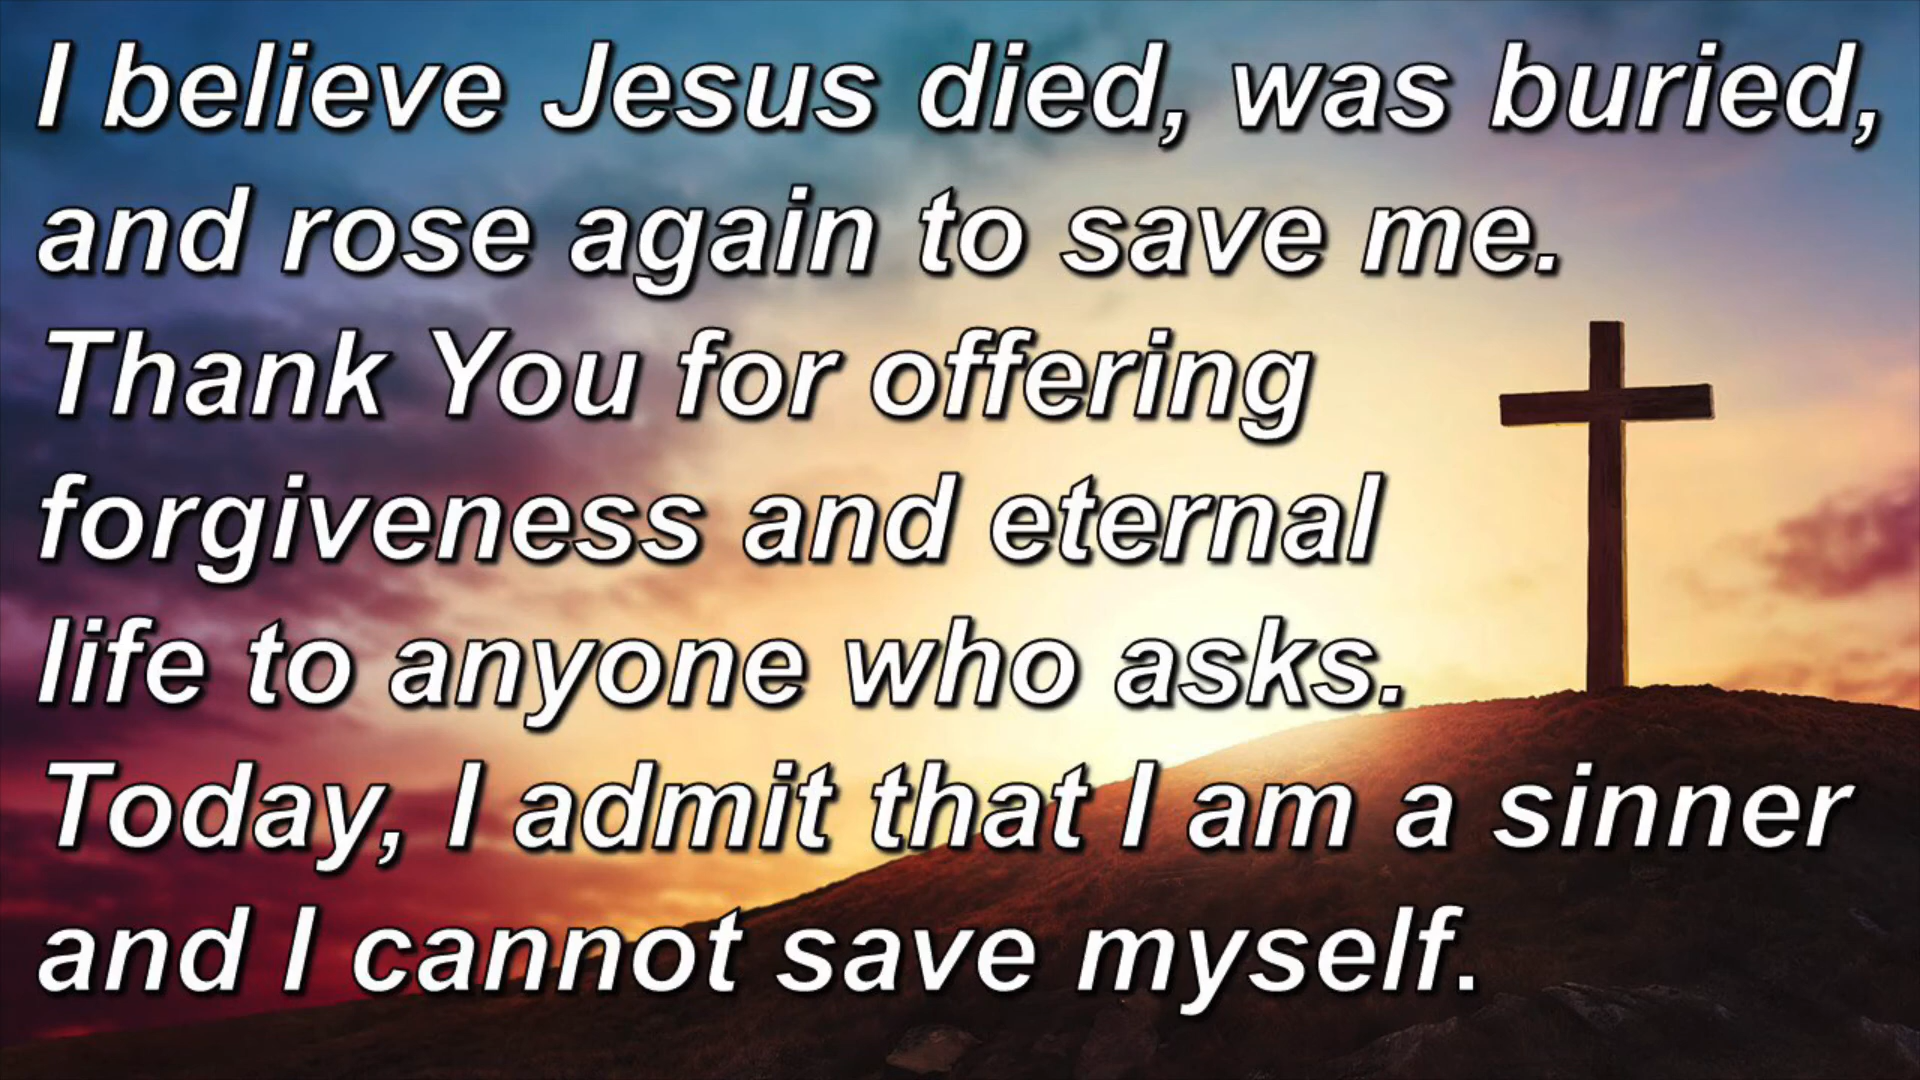 I believe Jesus died, was buried,
and rose again to save me.
Thank You for offering
forgiveness and eternal
life to anyone who asks.
Today, I admit that I am a sinner
and I cannot save myself.